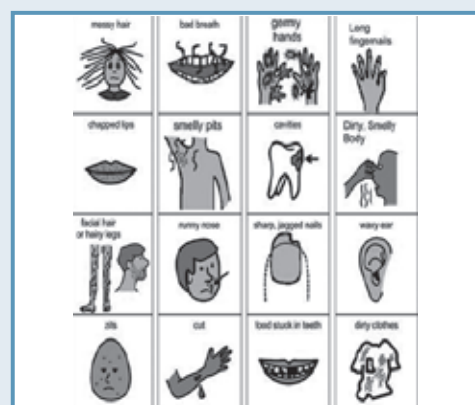 messy hair
bad breath
germy
hands
Long
fingernails
chapped lips
smelly pits
cavities
Dirty, Smelly
Body
facial hair
or hairy legs
runny nose
sharp, jagged nails
waxy ear
zits
cut
food stuck in teeth
dirty clothes